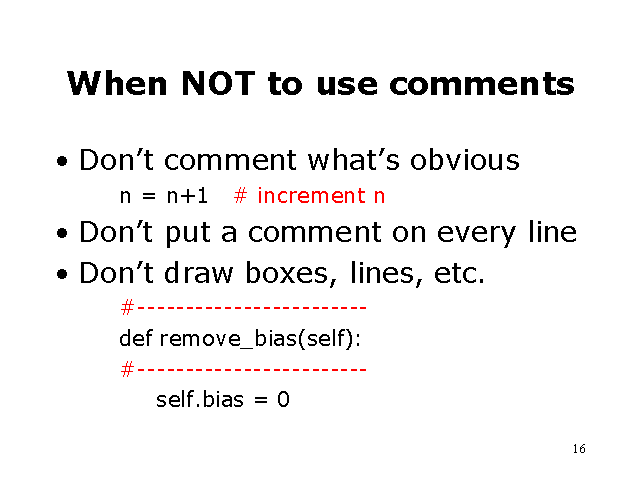 When NOT to use comments
• Don’t comment what’s obvious
n = n+1 # increment n
• Don’t put a comment on every line
• Don’t draw boxes, lines, etc.
#------------------------
def remove_bias(self):
#------------------------
self.bias = 0
16